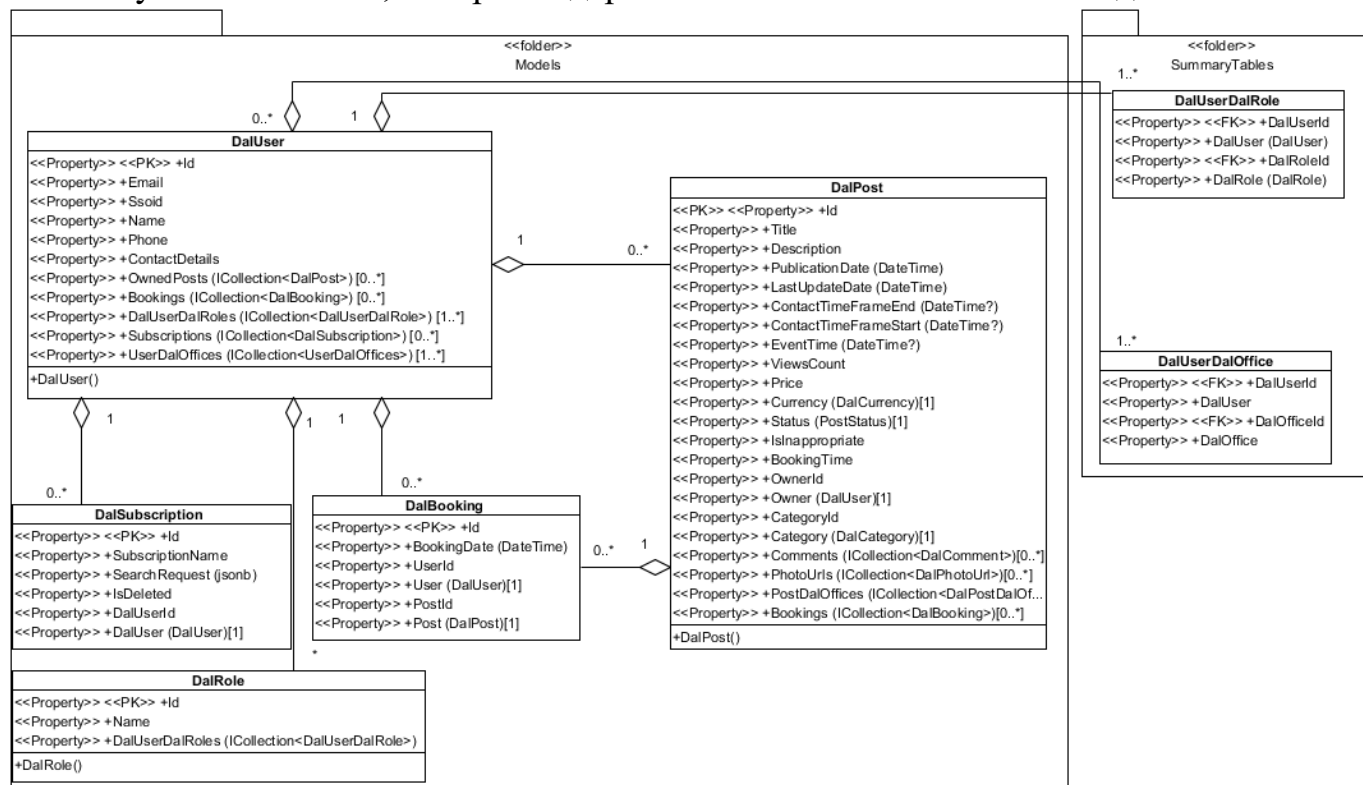 <<folder>>
Models
0..*
1
DalUser
<<Property>> <<PK>> +Id
<<Property>> +Email
<<Property>> +Ssoid
<<Property>> +Name
<<Property>> +Phone
<<Property>> +ContactDetails
<<Property>> +OwnedPosts (ICollection<DalPost>) [0..*]
<<Property>> +Bookings (ICollection<DalBooking>) [0..*]
<<Property>> +DalUserDalRoles (ICollection<DalUserDalRole>) [1..*]
<<Property>> +Subscriptions (ICollection<DalSubscription>) [0..*]
<<Property>> +UserDalOffices (ICollection<UserDalOffices>) [1..*]
+DalUser()
1
0..*
1
1
1
0..*
*
0..*
DalSubscription
<<Property>> <<PK>> +Id
<<Property>> +SubscriptionName
<<Property>> +SearchRequest (jsonb)
<<Property>> +IsDeleted
<<Property>> +DalUserId
<<Property>> +DalUser (DalUser)[1]
DalBooking
<<Property>> <<PK>> +Id
<<Property>> +BookingDate (DateTime)
<<Property>> +UserId
<<Property>> +User (DalUser)[1]
<<Property>> +PostId
<<Property>> +Post (DalPost)[1]
0..*
1
DalRole
<<Property>> <<PK>> +Id
<<Property>> +Name
<<Property>> +DalUserDalRoles (ICollection<DalUserDalRole>)
+DalRole()
DalPost
<<PK>> <<Property>> +Id
<<Property>> +Title
<<Property>> +Description
<<Property>> +PublicationDate (DateTime)
<<Property>> +LastUpdateDate (DateTime)
<<Property>> +ContactTimeFrameEnd (DateTime?)
<<Property>> +ContactTimeFrameStart (DateTime?)
<<Property>> +EventTime (DateTime?)
<<Property>> +ViewsCount
<<Property>> +Price
<<Property>> +Currency (DalCurrency)[1]
<<Property>> +Status (PostStatus)[1]
<<Property>> +IsInappropriate
<<Property>> +BookingTime
<<Property>> +OwnerId
<<Property>> +Owner (DalUser)[1]
<<Property>> +CategoryId
<<Property>> +Category (DalCategory)[1]
<<Property>> +Comments (ICollection<DalComment>)[0..*]
<<Property>> +PhotoUrls (ICollection<DalPhotoUrl>)[0..*]
<<Property>> +PostDalOffices (ICollection<DalPostDalOf...
<<Property>> +Bookings (ICollection<DalBooking>)[0..*]
+DalPost()
<<folder>>
SummaryTables
1..*
DalUserDalRole
<<Property>> <<FK>> +DalUserId
<<Property>> +DalUser (DalUser)
<<Property>> <<FK>> +DalRoleId
<<Property>> +DalRole (DalRole)
1..*
DalUserDalOffice
<<Property>> <<FK>> +DalUserId
<<Property>> +DalUser
<<Property>> <<FK>> +DalOfficeId
<<Property>> +DalOffice